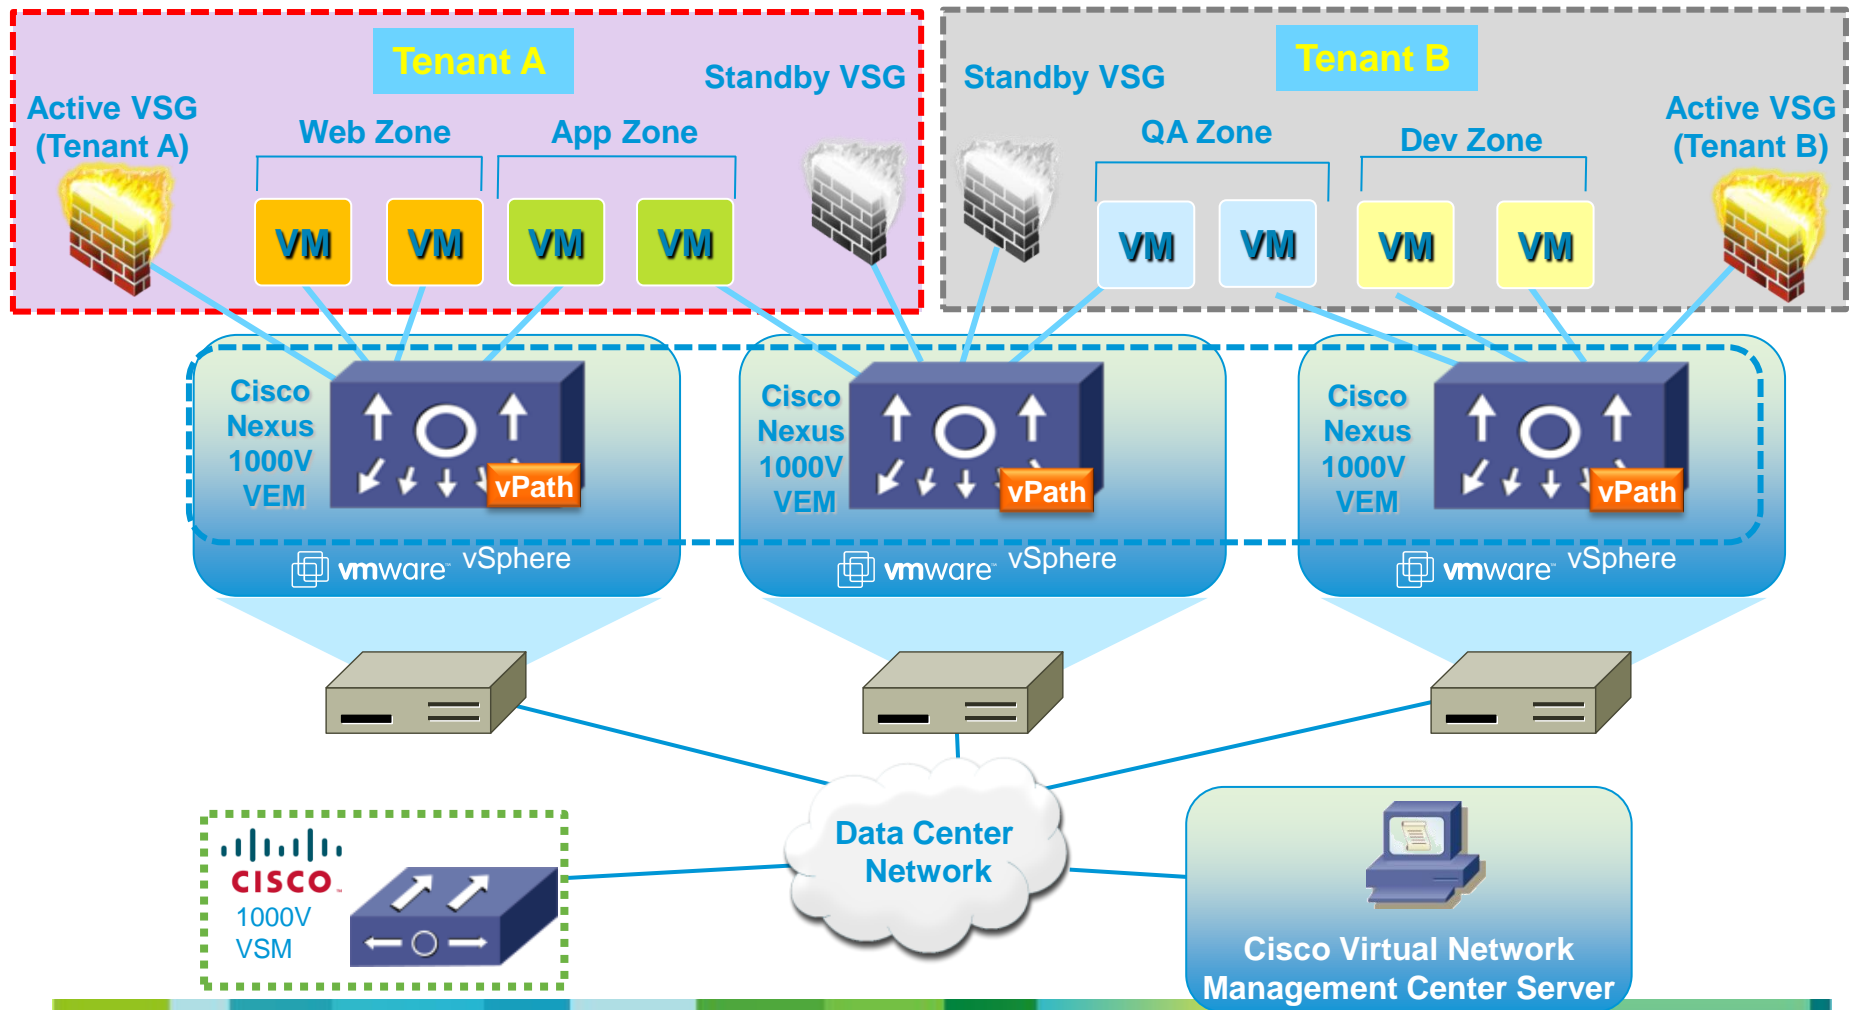 Tenant A
Tenant B
Standby VSG
Standby VSG
Active VSG
(Tenant A)
Web Zone
App Zone
QA Zone
Dev Zone
Active VSG
(Tenant B)
VM
VM
VM
VM
VM
VM
VM
VM
Cisco
Nexus
1000V
VEM
vPath
Cisco
Nexus
1000V
VEM
vPath
Cisco
Nexus
1000V
VEM
vPath
vmware vSphere
vmware vSphere
vmware vSphere
Data Center
Network
CISCO
1000V
VSM
Cisco Virtual Network
Management Center Server